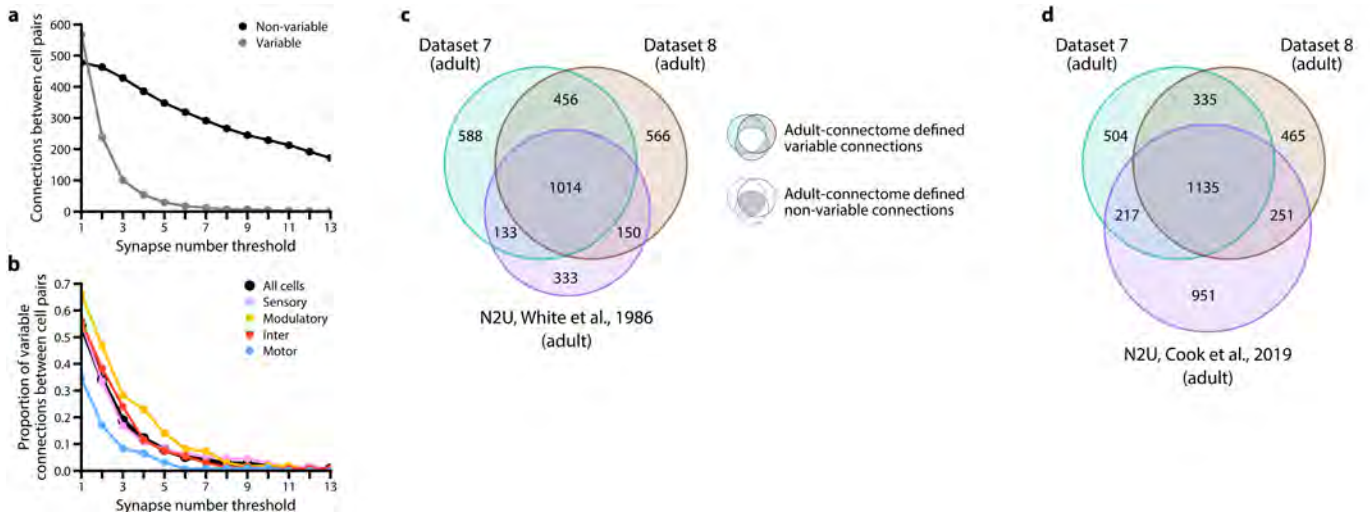 a
600
500
400
300
200
100
0
Connections between cell pairs
Non-variable
Variable
1 3 5 7 9 11 13
Synapse number threshold
b
0.7
0.6
0.5
0.4
0.3
0.2
0.1
0.0
Proportion of variable
connections between cell pairs
All cells
Sensory
Modulatory
Inter
Motor
1 3 5 7 9 11 13
Synapse number threshold
c
Dataset 7
(adult)
Dataset 8
(adult)
456
588
566
1014
133
150
333
N2U, White et al., 1986
(adult)
Adult-connectome defined
variable connections
Adult-connectome defined
non-variable connections
d
Dataset 7
(adult)
Dataset 8
(adult)
335
504
465
1135
217
251
951
N2U, Cook et al., 2019
(adult)